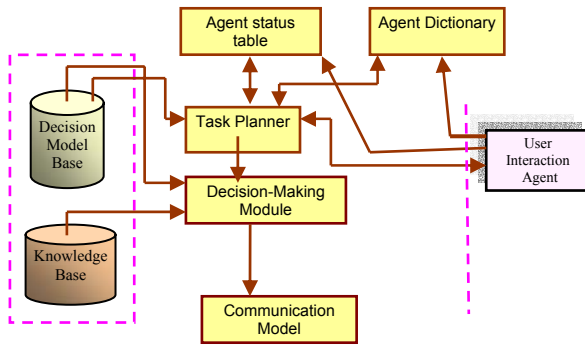 Agent status
table
Agent Dictionary
Task Planner
Decision
Model
Base
User
Interaction
Agent
Decision-Making
Module
Knowledge
Base
Communication
Model